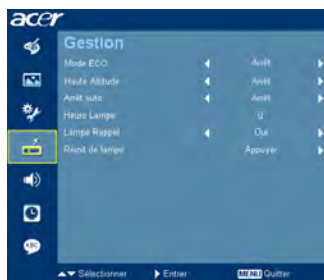 acer
Gestion
Mode ECO Arrêt
Haute Altitude Arrêt
Arrêt auto Arrêt
Heure Lampe 0
Lampe Rappel Oui
Réinit de lampe Appuyer
ABC
Sélectionner Entrer MENU Quitter